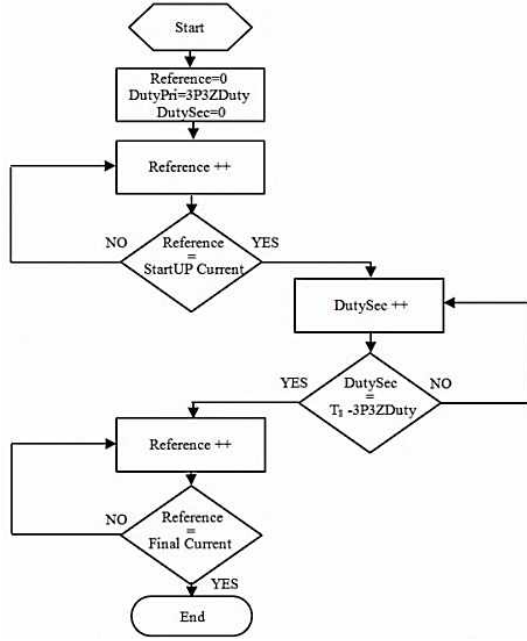 Start
Reference=0
DutyPri=3P3ZDuty
DutySec=0
Reference ++
NO
Reference
=
StartUP Current
YES
DutySec ++
YES
DutySec
=
Ts -3P3ZDuty
NO
Reference ++
NO
Reference
=
Final Current
YES
End